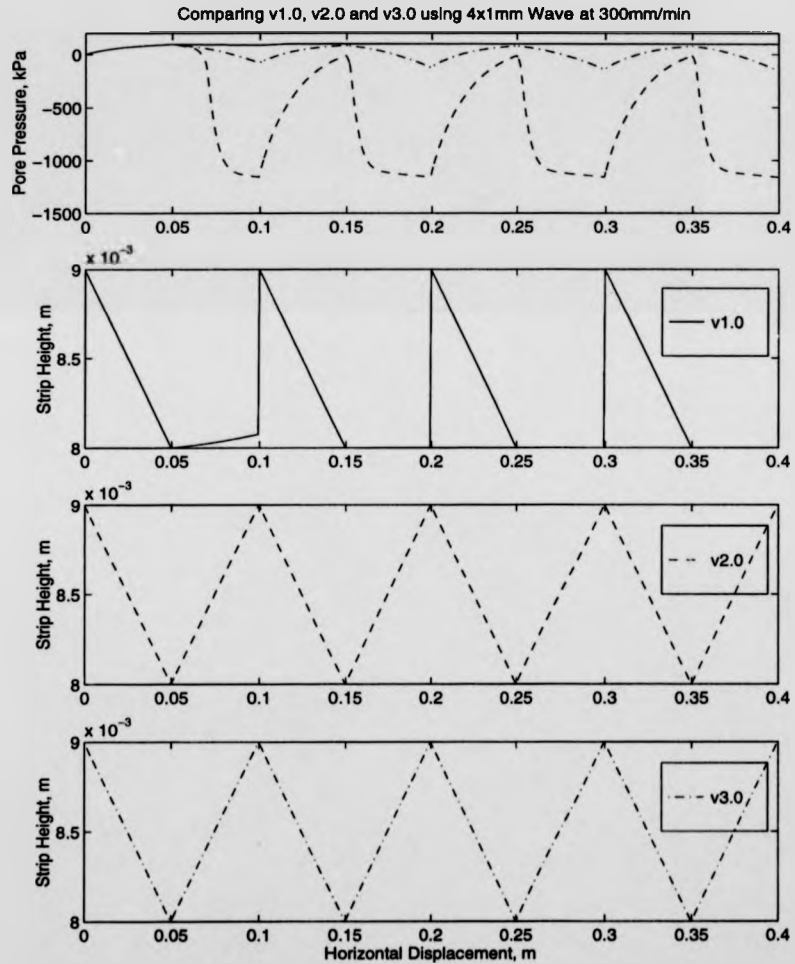 Comparing v1.0, v2.0 and v3.0 using 4x1mm Wave at 300mm/min
Pore Pressure, kPa
0
−500
−1000
−1500
0 0.05 0.1 0.15 0.2 0.25 0.3 0.35 0.4
x 10⁻³
Strip Height, m
9
8.5
8
v1.0
0 0.05 0.1 0.15 0.2 0.25 0.3 0.35 0.4
x 10⁻³
Strip Height, m
9
8.5
8
v2.0
0 0.05 0.1 0.15 0.2 0.25 0.3 0.35 0.4
x 10⁻³
Strip Height, m
9
8.5
8
v3.0
0 0.05 0.1 0.15 0.2 0.25 0.3 0.35 0.4
Horizontal Displacement, m